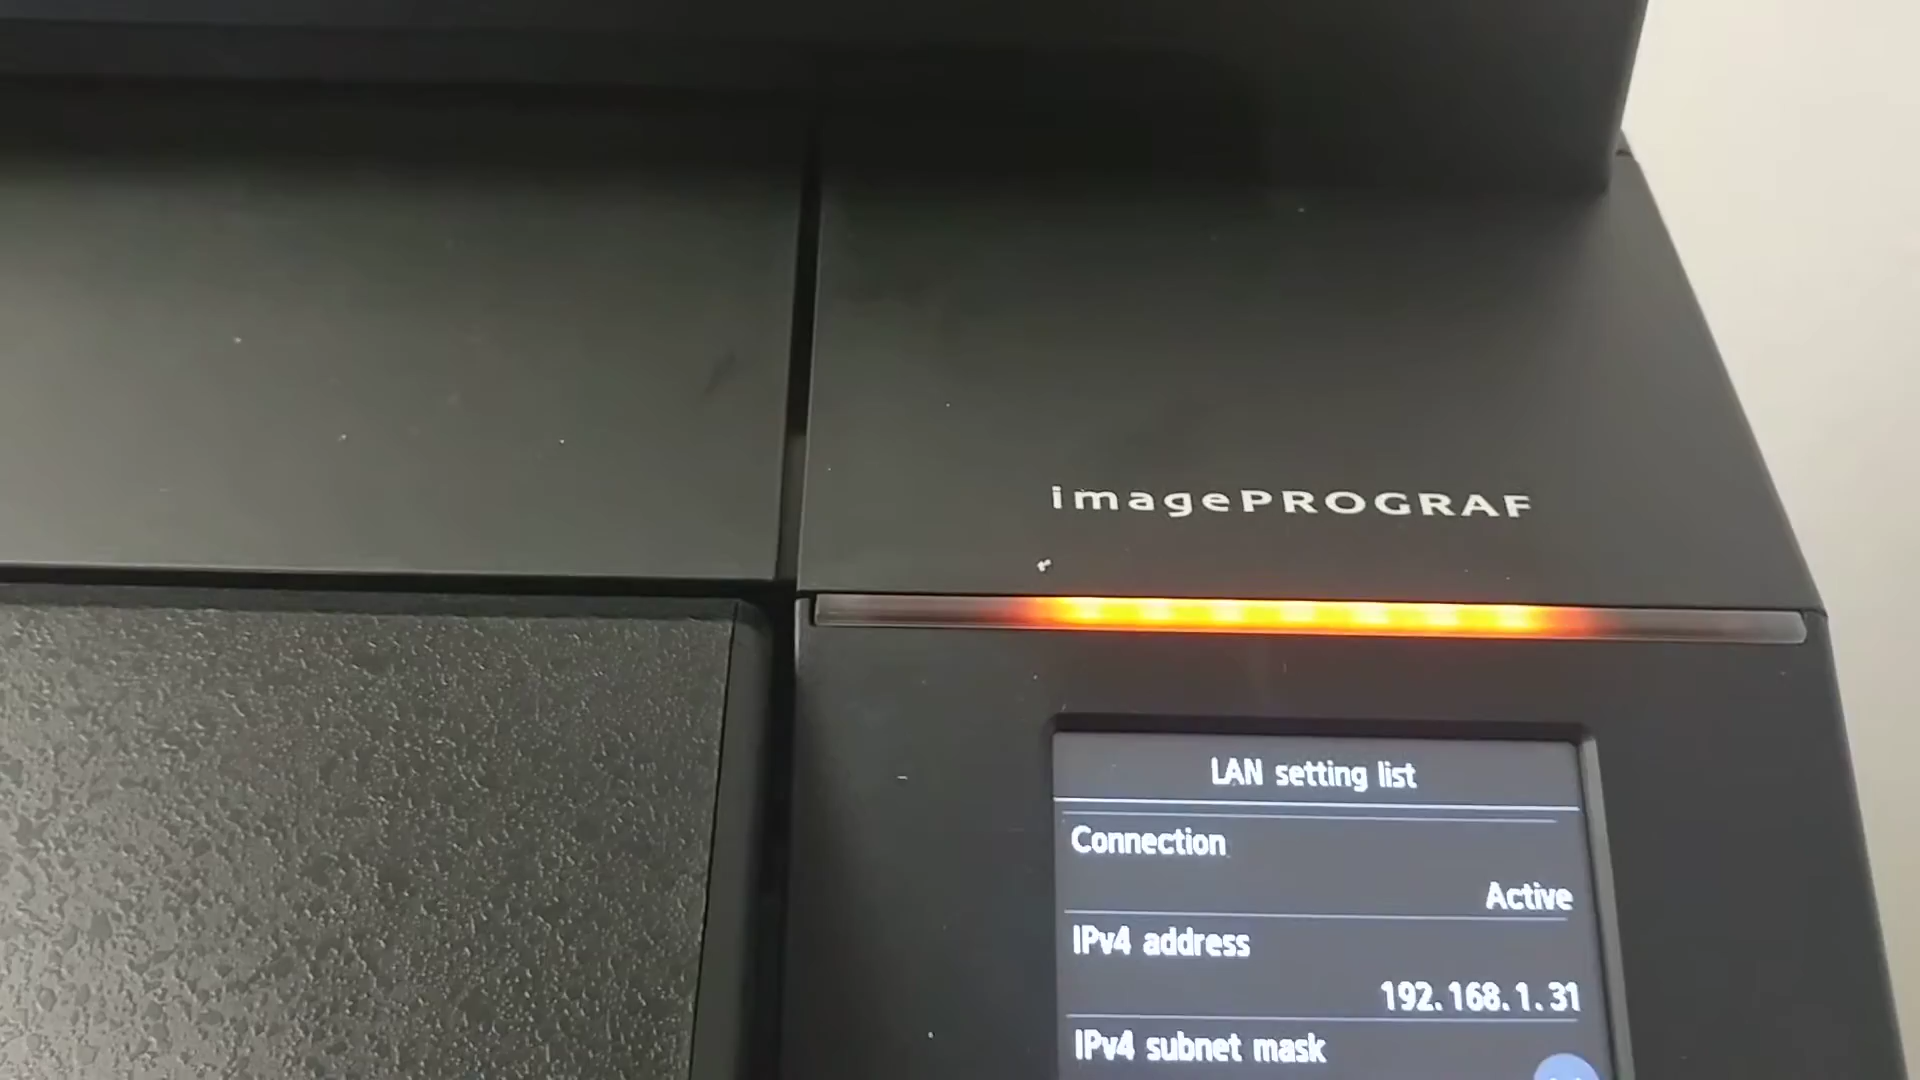 imagePROGRAF
LAN setting list
Connection
Active
IPv4 address
192.168.1.31
IPv4 subnet mask